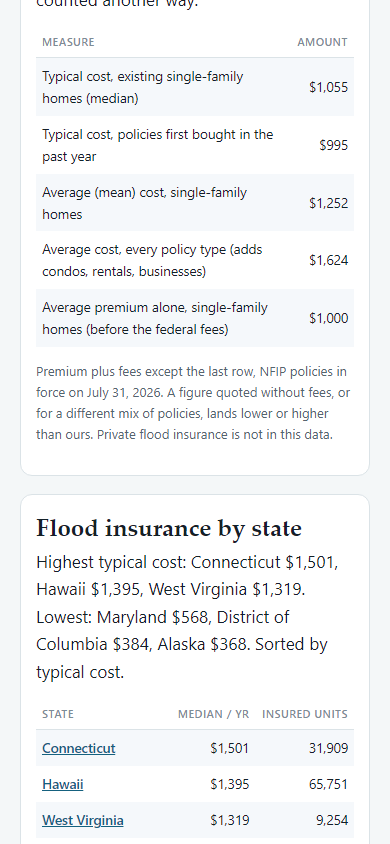 counted another way.
MEASURE AMOUNT
Typical cost, existing single-family
homes (median) $1,055
Typical cost, policies first bought in the
past year $995
Average (mean) cost, single-family
homes $1,252
Average cost, every policy type (adds
condos, rentals, businesses) $1,624
Average premium alone, single-family
homes (before the federal fees) $1,000
Premium plus fees except the last row, NFIP policies in
force on July 31, 2026. A figure quoted without fees, or
for a different mix of policies, lands lower or higher
than ours. Private flood insurance is not in this data.
Flood insurance by state
Highest typical cost: Connecticut $1,501,
Hawaii $1,395, West Virginia $1,319.
Lowest: Maryland $568, District of
Columbia $384, Alaska $368. Sorted by
typical cost.
STATE MEDIAN / YR INSURED UNITS
Connecticut $1,501 31,909
Hawaii $1,395 65,751
West Virginia $1,319 9,254